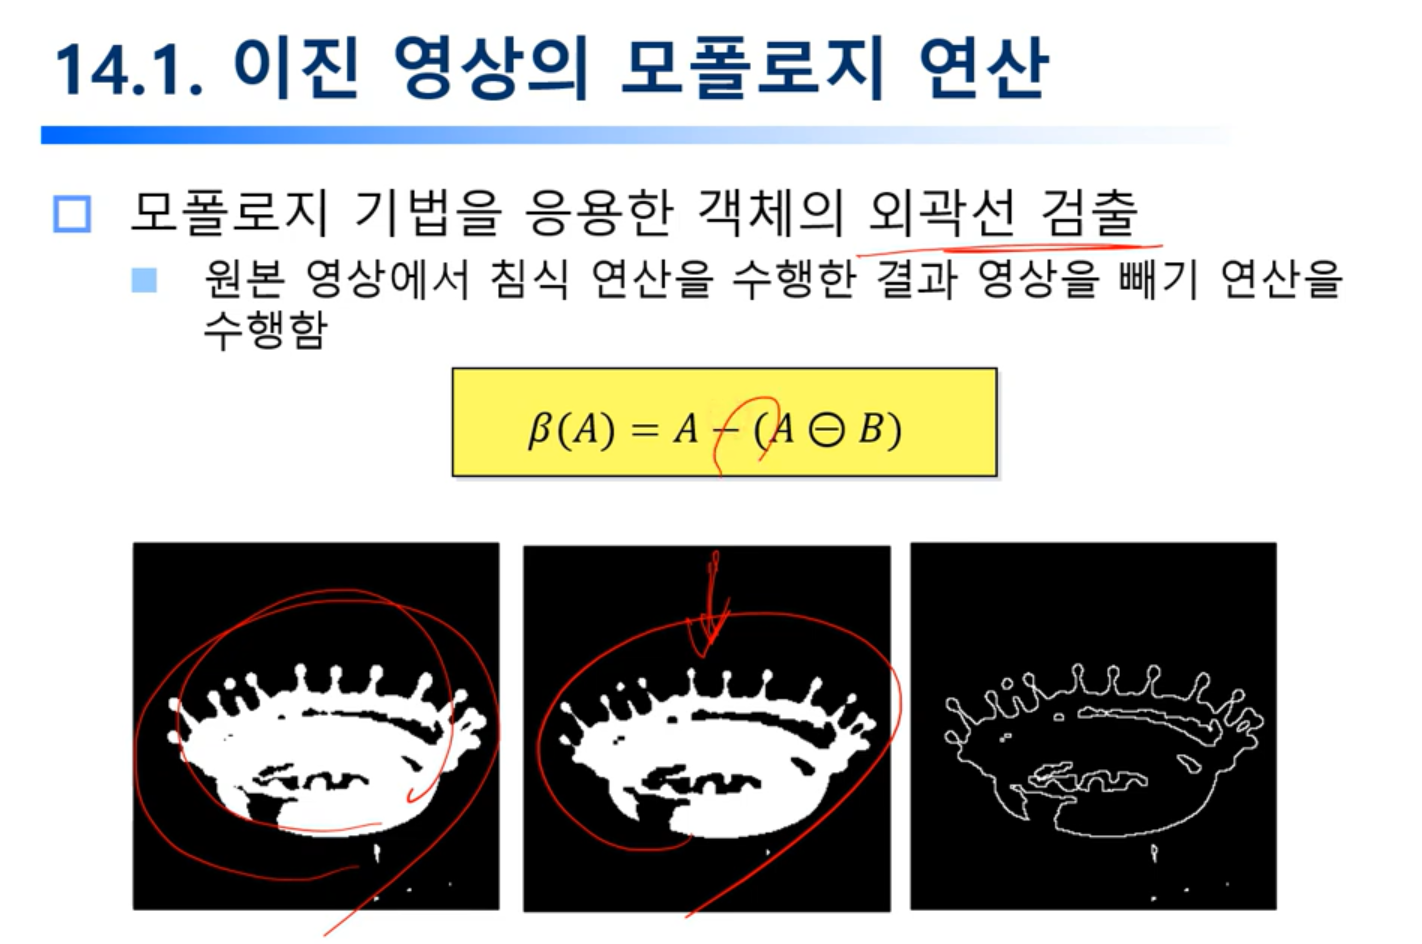 14.1. 이진 영상의 모폴로지 연산
모폴로지 기법을 응용한 객체의 외곽선 검출
원본 영상에서 침식 연산을 수행한 결과 영상을 빼기 연산을
수행함
β(A) = A − (A ⊖ B)